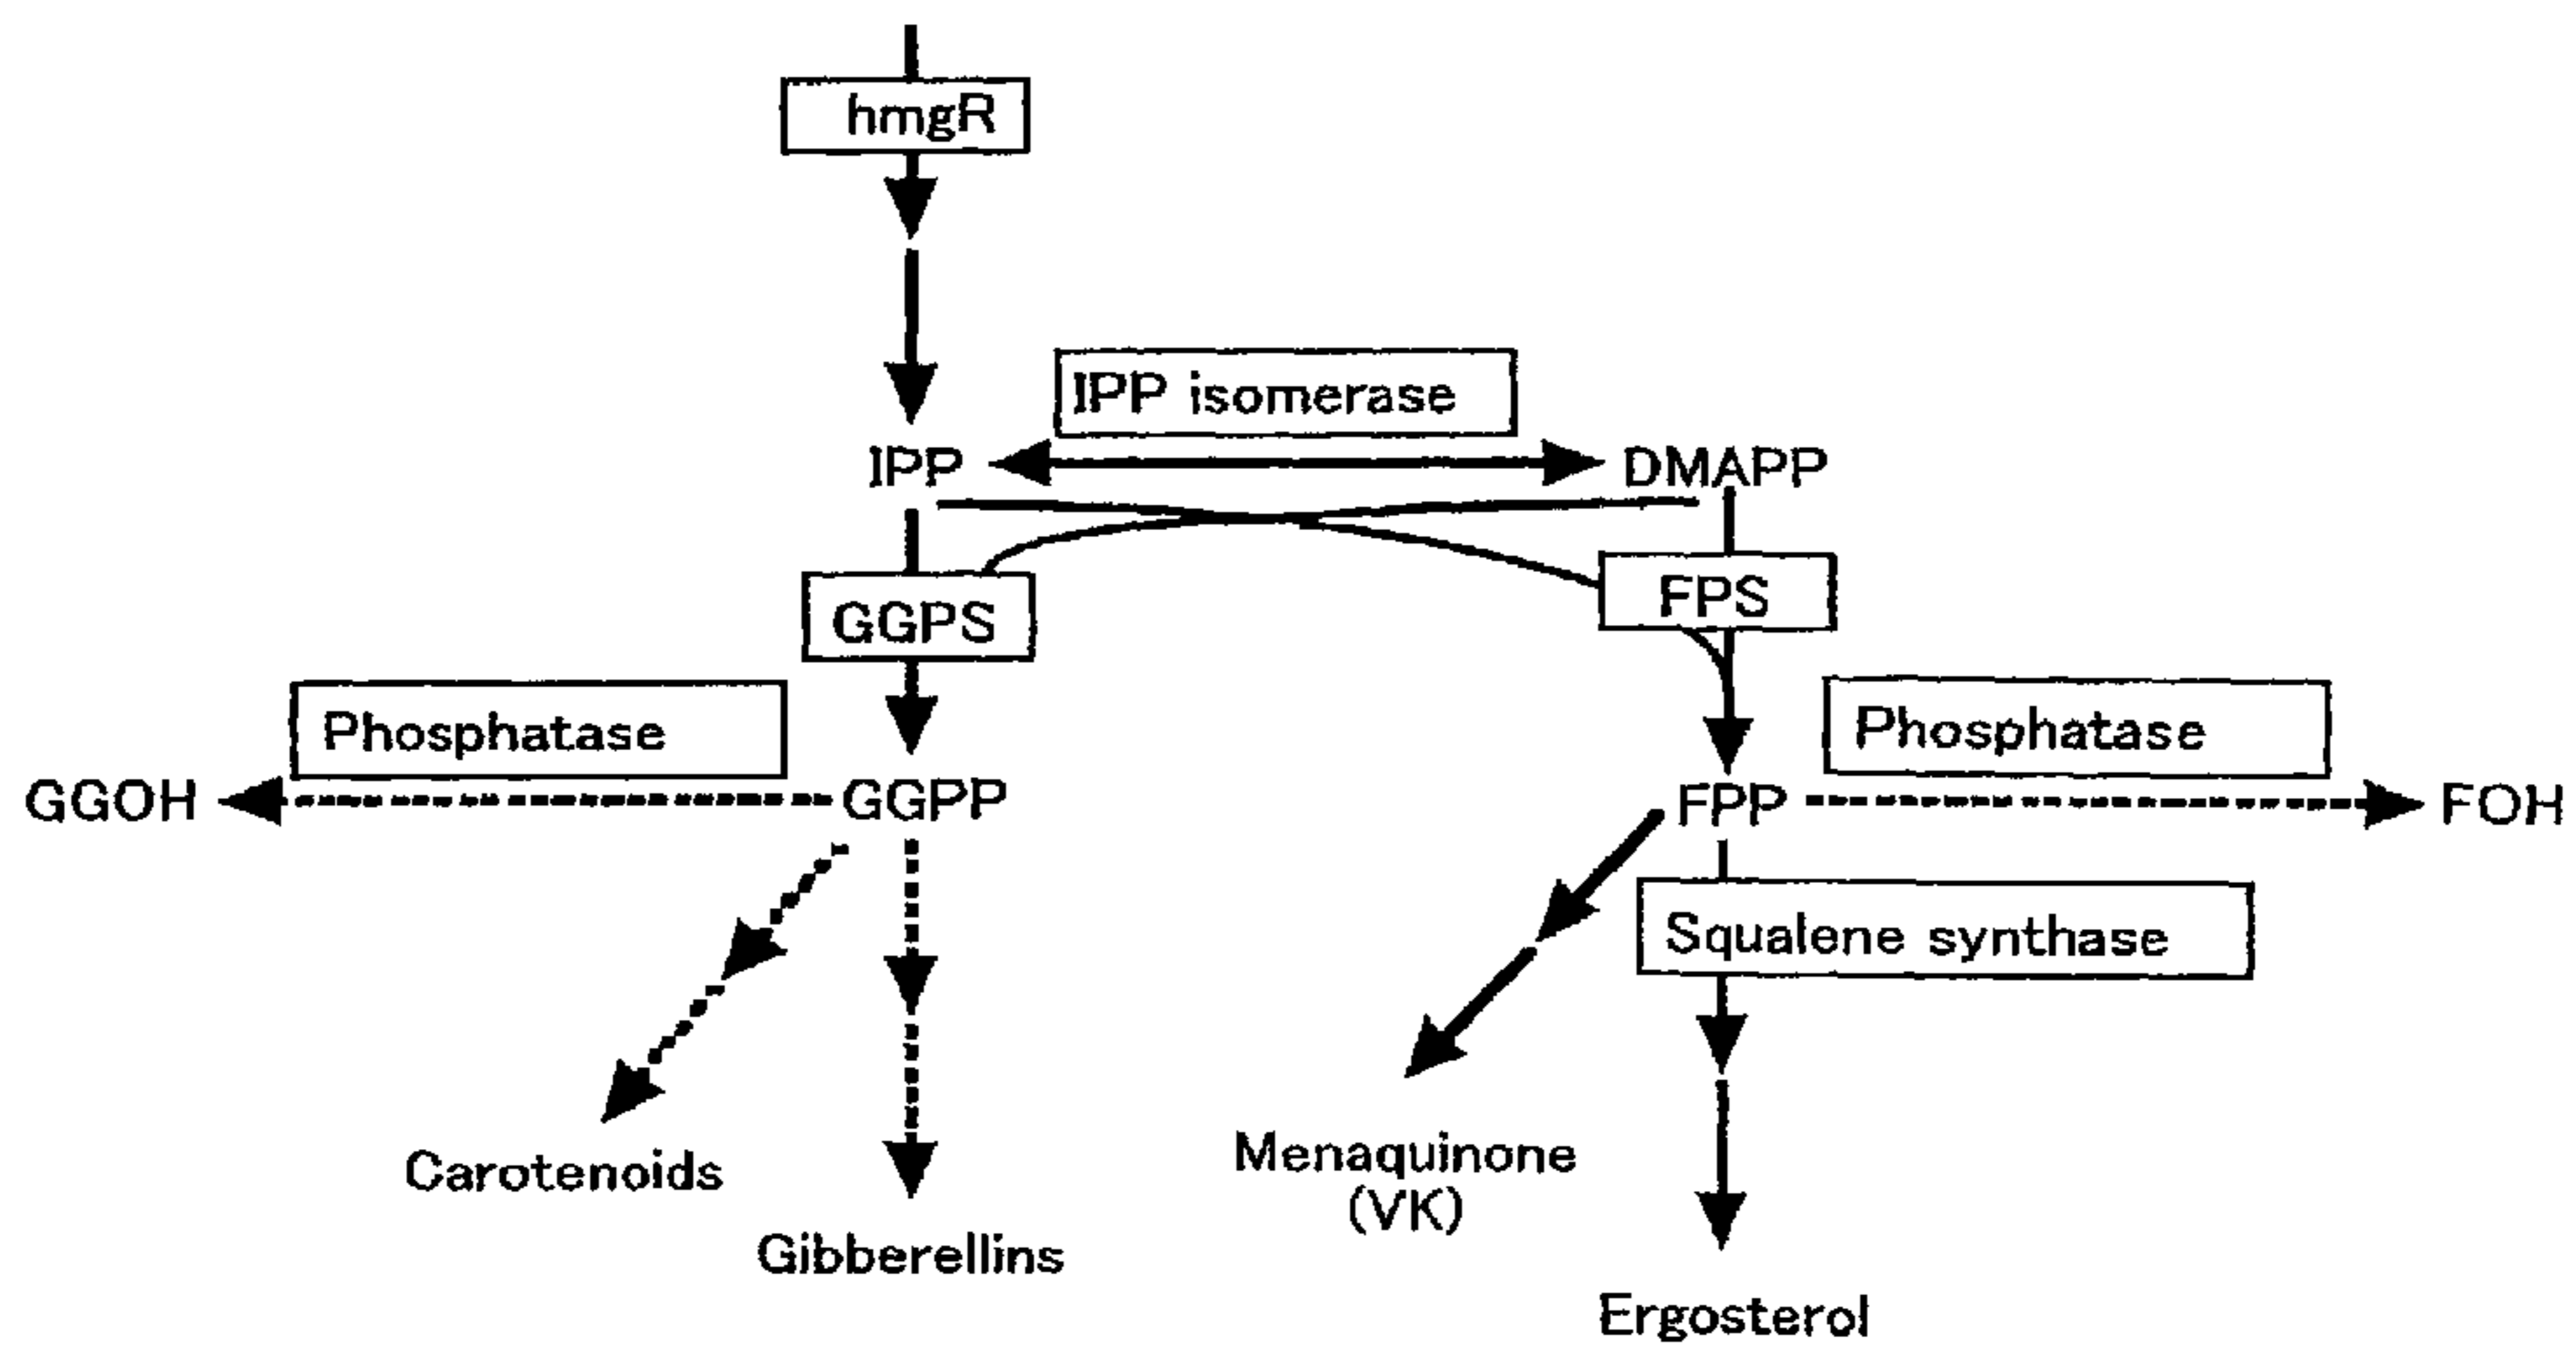 hmgR
IPP isomerase
IPP
DMAPP
GGPS
FPS
Phosphatase
Phosphatase
GGOH
GGPP
FPP
FOH
Squalene synthase
Carotenoids
Menaquinone
(VK)
Gibberellins
Ergosterol